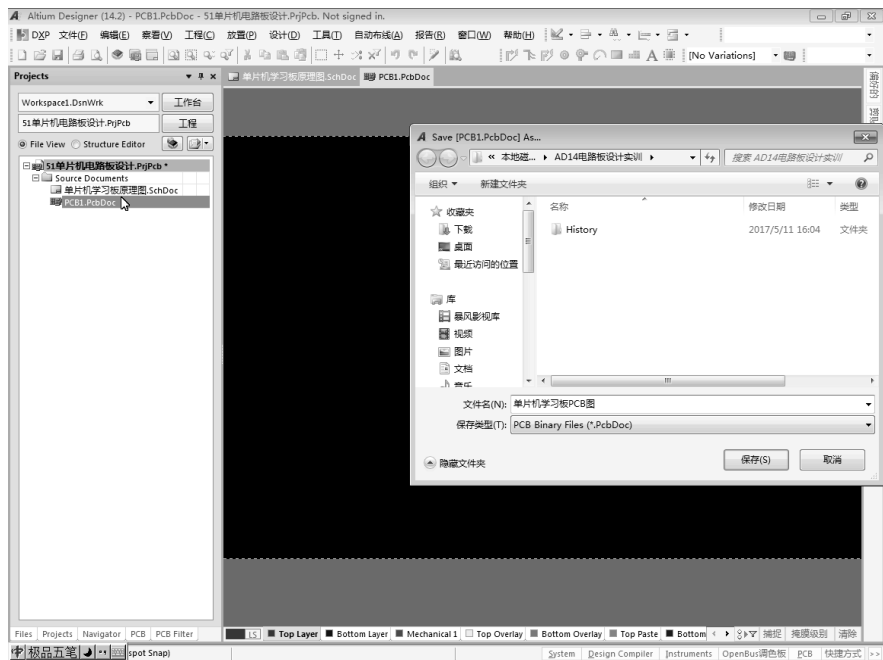 Altium Designer (14.2) - PCB1.PcbDoc - 51单片机电路板设计.PrjPcb. Not signed in.
DXP 文件(F) 编辑(E) 察看(V) 工程(C) 放置(P) 设计(D) 工具(T) 自动布线(A) 报告(R) 窗口(W) 帮助(H)
[No Variations]
Projects
单片机学习板原理图.SchDoc PCB1.PcbDoc
Workspace1.DsnWrk 工作台
51单片机电路板设计.PrjPcb 工程
File View Structure Editor
51单片机电路板设计.PrjPcb *
Source Documents
单片机学习板原理图.SchDoc
PCB1.PcbDoc
Save [PCB1.PcbDoc] As...
« 本地磁... AD14电路板设计实训 搜索 AD14电路板设计实训
组织 新建文件夹
收藏夹
下载
桌面
最近访问的位置
库
暴风影视库
视频
图片
文档
音乐
名称 修改日期 类型
History 2017/5/11 16:04 文件夹
文件名(N): 单片机学习板PCB图
保存类型(T): PCB Binary Files (*.PcbDoc)
隐藏文件夹 保存(S) 取消
Files Projects Navigator PCB PCB Filter
LS Top Layer Bottom Layer Mechanical 1 Top Overlay Bottom Overlay Top Paste Bottom 捕捉 掩膜级别 清除
中 极品五笔 spot Snap)
System Design Compiler Instruments OpenBus调色板 PCB 快捷方式 >>